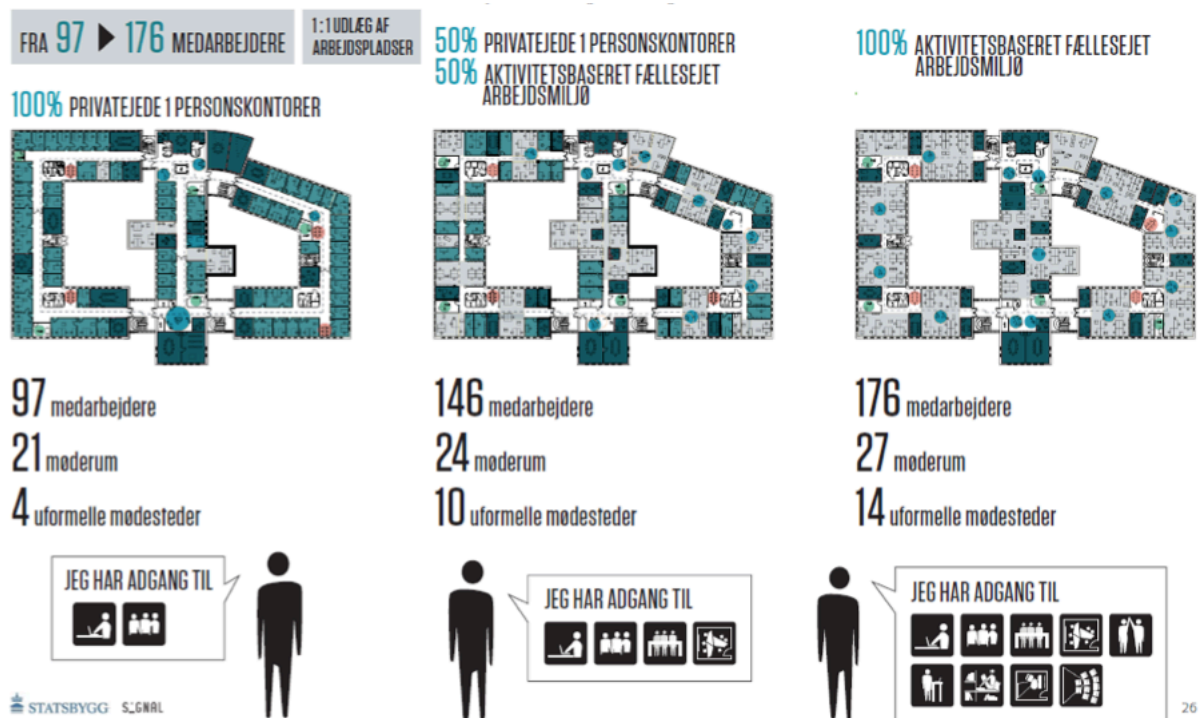 FRA 97 ▶ 176 MEDARBEJDERE
1:1 UDLÆG AF
ARBEJDSPLADSER
100% PRIVATEJEDE 1 PERSONSKONTORER
97 medarbejdere
21 møderum
4 uformelle mødesteder
JEG HAR ADGANG TIL
50% PRIVATEJEDE 1 PERSONSKONTORER
50% AKTIVITETSBASERET FÆLLESEJET
ARBEJDSMILJØ
146 medarbejdere
24 møderum
10 uformelle mødesteder
JEG HAR ADGANG TIL
100% AKTIVITETSBASERET FÆLLESEJET
ARBEJDSMILJØ
176 medarbejdere
27 møderum
14 uformelle mødesteder
JEG HAR ADGANG TIL
STATSBYGG S_GNAL
26